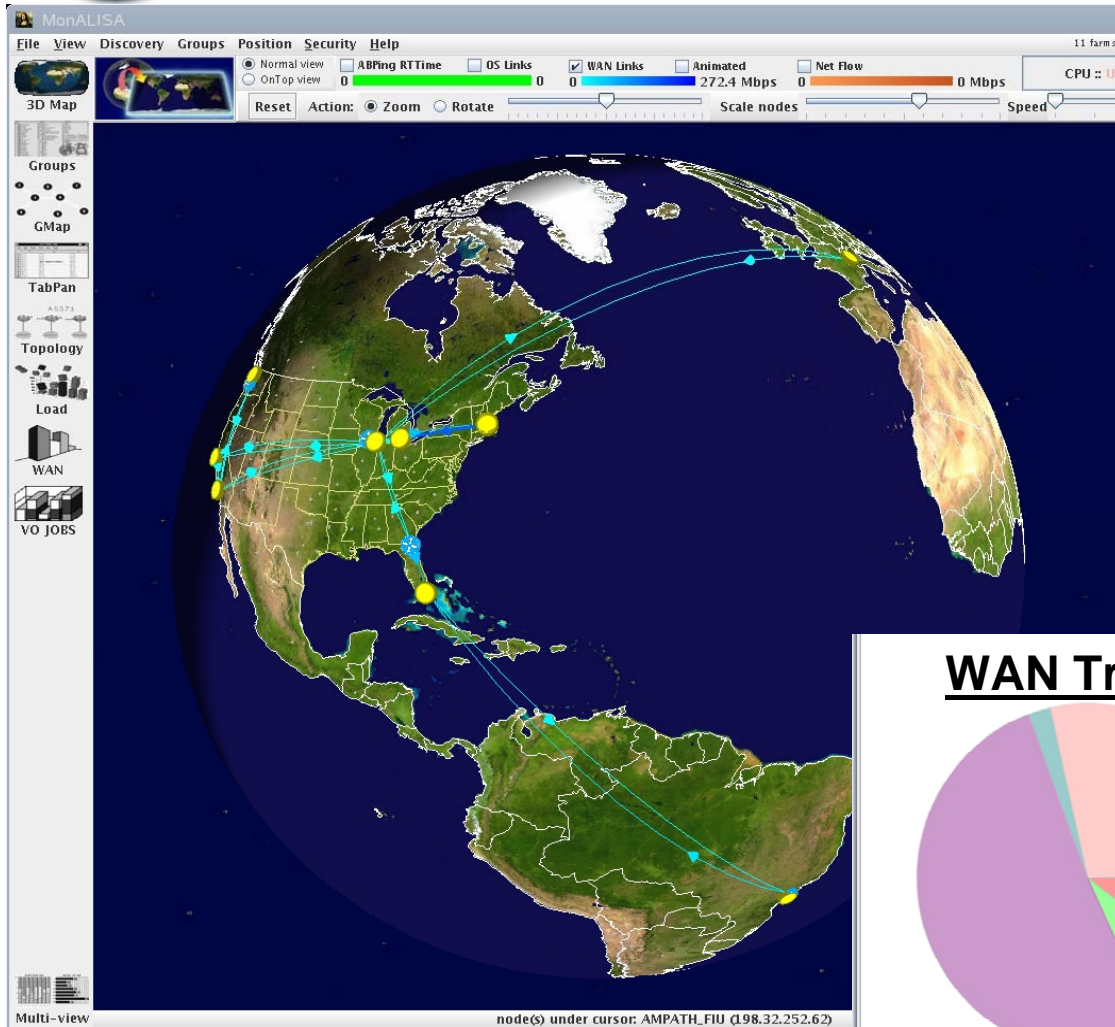 MonALISA
File View Discovery Groups Position Security Help
11 farms
Normal view
OnTop view
ABPing RTTime
0 0
OS Links
WAN Links
0 272.4 Mbps
Animated
Net Flow
0 0 Mbps
CPU ::
Reset Action: Zoom Rotate Scale nodes Speed
3D Map
Groups
GMap
TabPan
Topology
Load
WAN
VO JOBS
Multi-view
WAN Tr
node(s) under cursor: AMPATH_FIU (198.32.252.62)